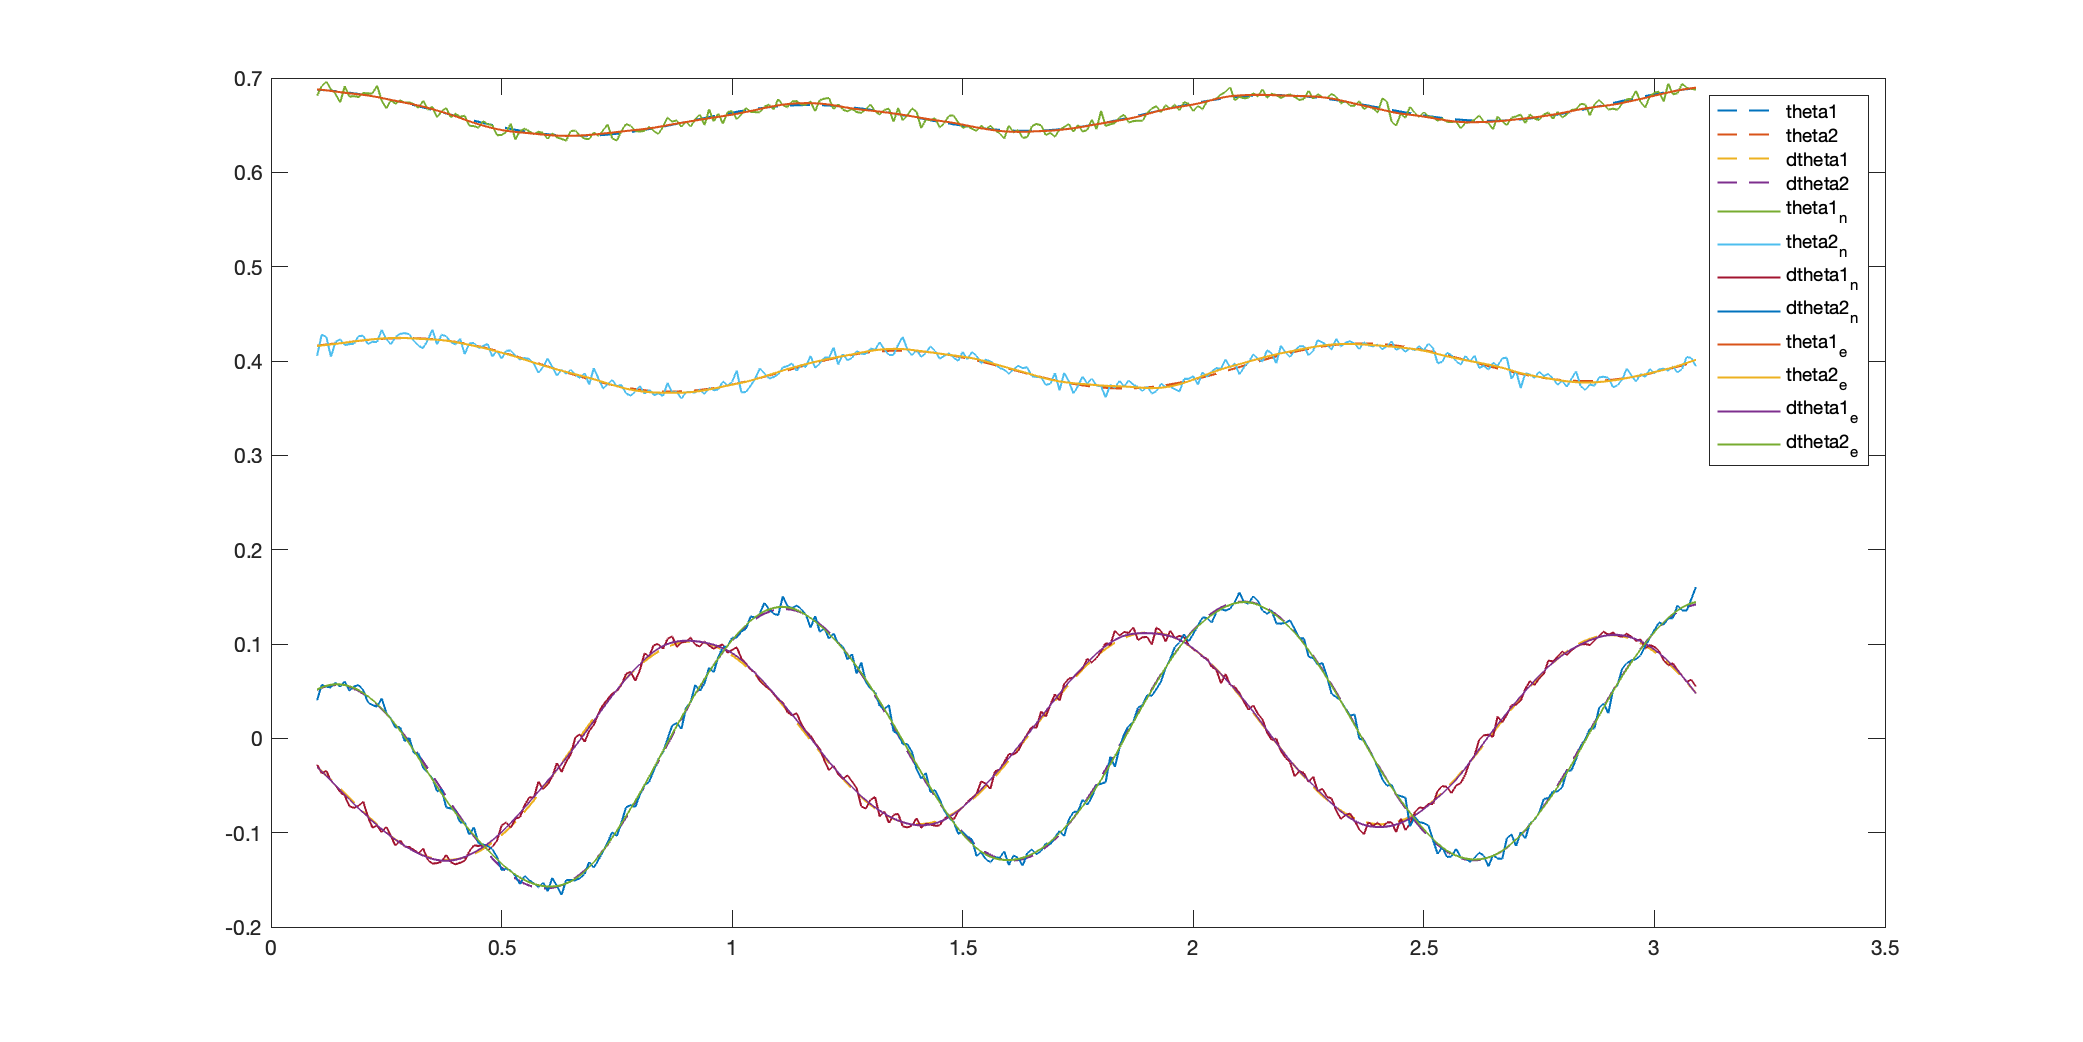 0.7
0.6
0.5
0.4
0.3
0.2
0.1
0
-0.1
-0.2
0 0.5 1 1.5 2 2.5 3 3.5
theta1
theta2
dtheta1
dtheta2
theta1n
theta2n
dtheta1n
dtheta2n
theta1e
theta2e
dtheta1e
dtheta2e